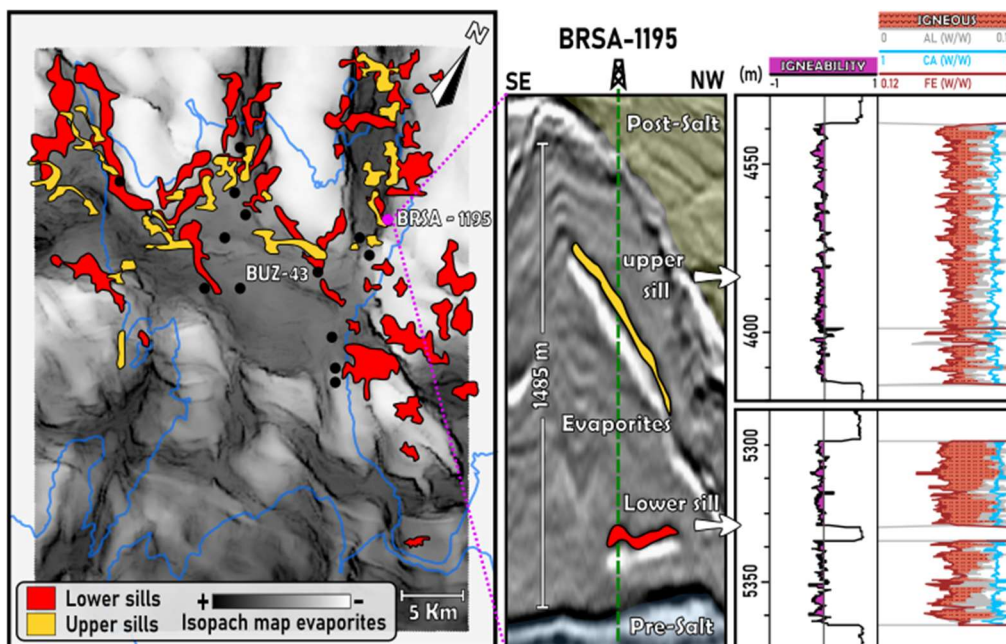 N
BRSA - 1195
BUZ-43
Lower sills
Upper sills
+ -
Isopach map evaporites
5 Km
BRSA-1195
SE NW
Post-Salt
upper
sill
1485 m
Evaporites
Lower sill
Pre-Salt
IGNEOUS
0 AL (W/W) 0.1
IGNEABILITY
1 CA (W/W)
(m) -1 1
0.12 FE (W/W)
4550
4600
5300
5350